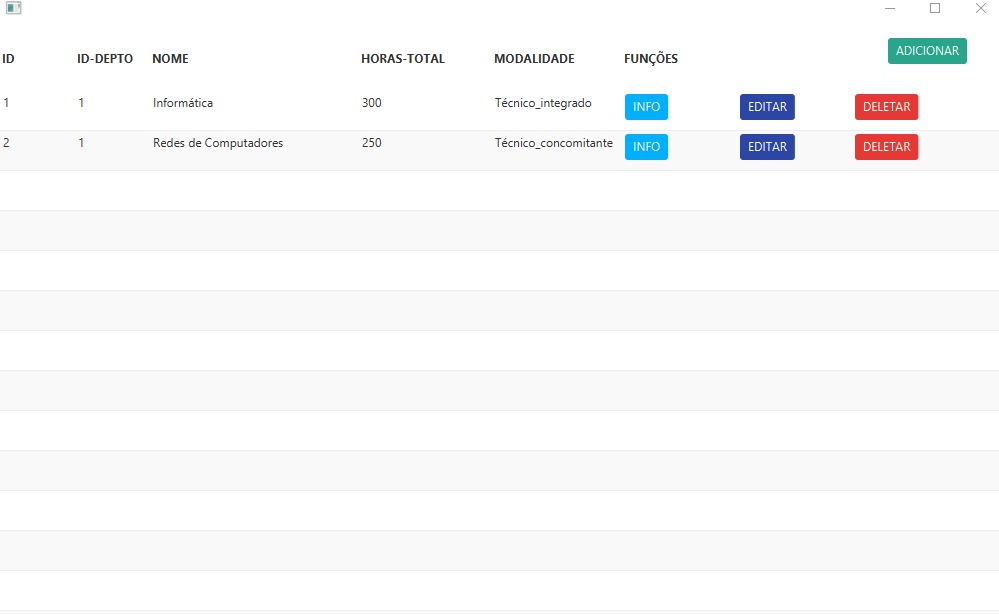 ADICIONAR
ID ID-DEPTO NOME HORAS-TOTAL MODALIDADE FUNÇÕES
1 1 Informática 300 Técnico_integrado INFO EDITAR DELETAR
2 1 Redes de Computadores 250 Técnico_concomitante INFO EDITAR DELETAR